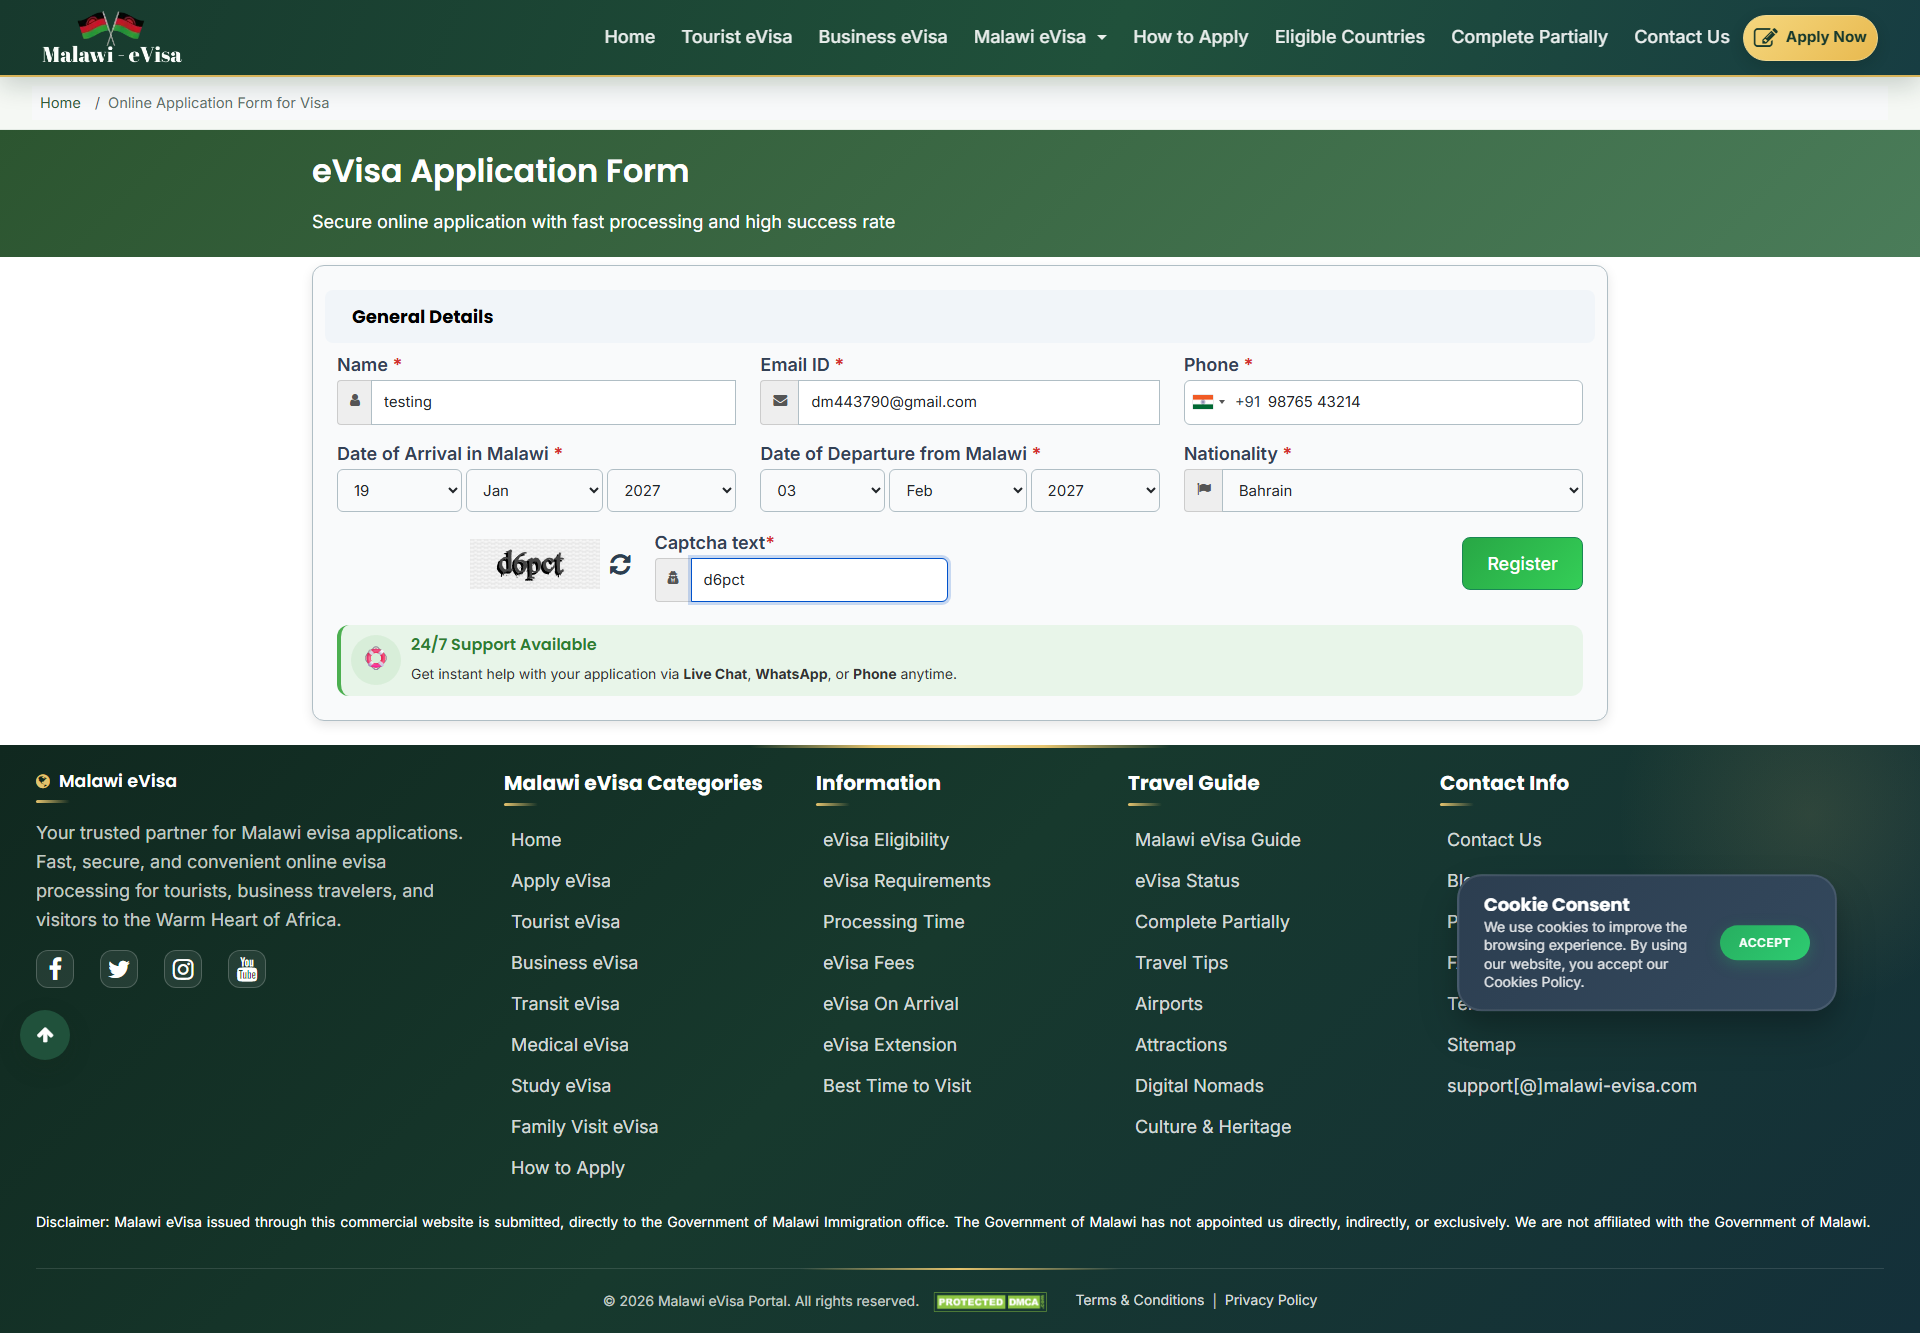 Malawi - eVisa
Home
Tourist eVisa
Business eVisa
Malawi eVisa
How to Apply
Eligible Countries
Complete Partially
Contact Us
Apply Now
Home / Online Application Form for Visa
eVisa Application Form
Secure online application with fast processing and high success rate
General Details
Name *
Email ID *
Phone *
testing
dm443790@gmail.com
+91 98765 43214
Date of Arrival in Malawi *
Date of Departure from Malawi *
Nationality *
19
Jan
2027
03
Feb
2027
Bahrain
d6pct
Captcha text*
d6pct
Register
24/7 Support Available
Get instant help with your application via Live Chat, WhatsApp, or Phone anytime.
Malawi eVisa
Your trusted partner for Malawi evisa applications.
Fast, secure, and convenient online evisa
processing for tourists, business travelers, and
visitors to the Warm Heart of Africa.
You
Tube
Malawi eVisa Categories
Home
Apply eVisa
Tourist eVisa
Business eVisa
Transit eVisa
Medical eVisa
Study eVisa
Family Visit eVisa
How to Apply
Information
eVisa Eligibility
eVisa Requirements
Processing Time
eVisa Fees
eVisa On Arrival
eVisa Extension
Best Time to Visit
Travel Guide
Malawi eVisa Guide
eVisa Status
Complete Partially
Travel Tips
Airports
Attractions
Digital Nomads
Culture & Heritage
Contact Info
Contact Us
Sitemap
support[@]malawi-evisa.com
Cookie Consent
We use cookies to improve the
browsing experience. By using
our website, you accept our
Cookies Policy.
ACCEPT
Disclaimer: Malawi eVisa issued through this commercial website is submitted, directly to the Government of Malawi Immigration office. The Government of Malawi has not appointed us directly, indirectly, or exclusively. We are not affiliated with the Government of Malawi.
© 2026 Malawi eVisa Portal. All rights reserved.
PROTECTED DMCA
Terms & Conditions | Privacy Policy